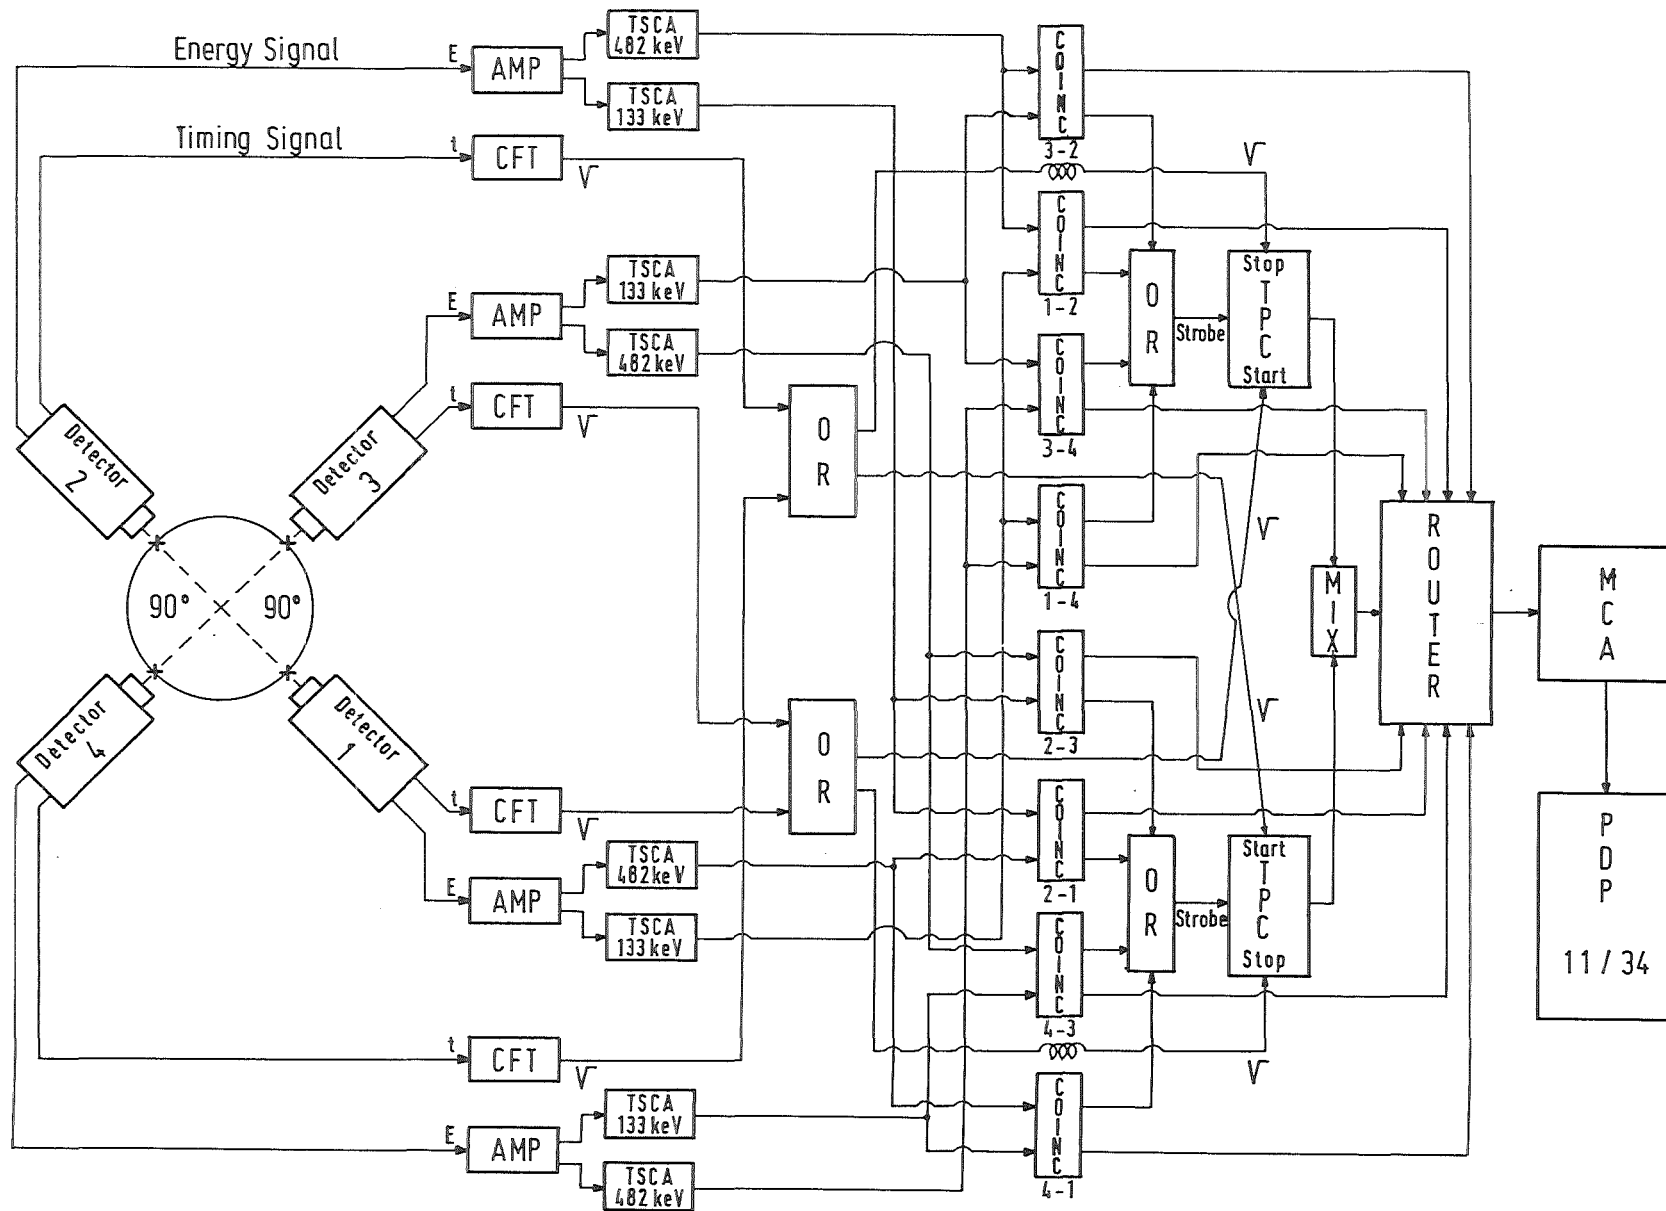 Energy Signal
E
AMP
TSCA
482 keV
TSCA
133 keV
Timing Signal
t
CFT
E
AMP
TSCA
133 keV
TSCA
482 keV
t
CFT
Detector
2
Detector
3
90°
90°
Detector
4
Detector
1
t
CFT
E
AMP
TSCA
482 keV
TSCA
133 keV
t
CFT
E
AMP
TSCA
133 keV
TSCA
482 keV
OR
OR
COINC
3-2
COINC
1-2
COINC
3-4
COINC
1-4
COINC
2-3
COINC
2-1
COINC
4-3
COINC
4-1
OR
Strobe
Stop
TPC
Start
OR
Strobe
Start
TPC
Stop
MIX
ROUTER
MCA
PDP
11 / 34